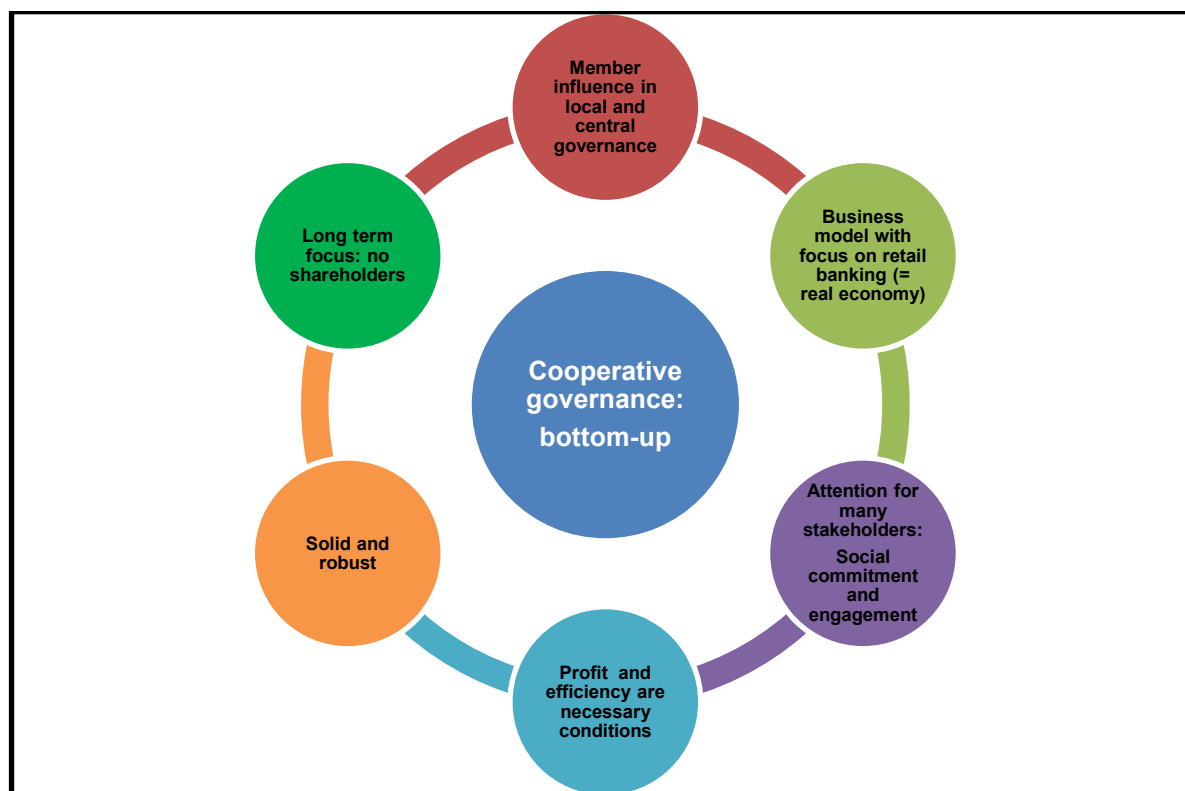 Member
influence in
local and
central
governance
Business
model with
focus on retail
banking (=
real economy)
Attention for
many
stakeholders:
Social
commitment
and
engagement
Profit  and
efficiency are
necessary
conditions
Solid and
robust
Long term
focus: no
shareholders
Cooperative
governance:
bottom-up